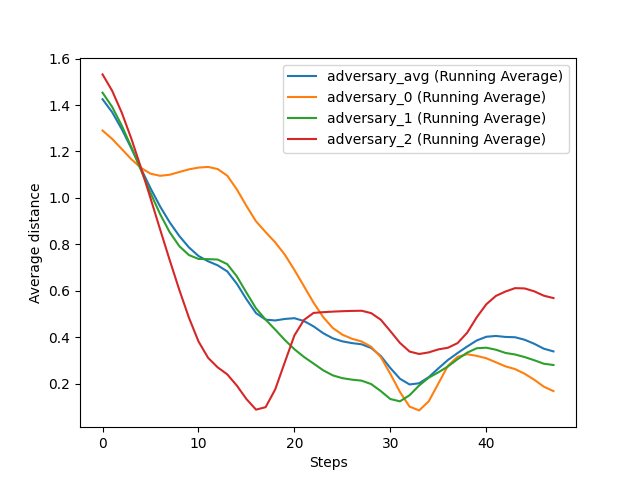 1.6
1.4
1.2
1.0
0.8
0.6
0.4
0.2
Average distance
adversary_avg (Running Average)
adversary_0 (Running Average)
adversary_1 (Running Average)
adversary_2 (Running Average)
0 10 20 30 40
Steps